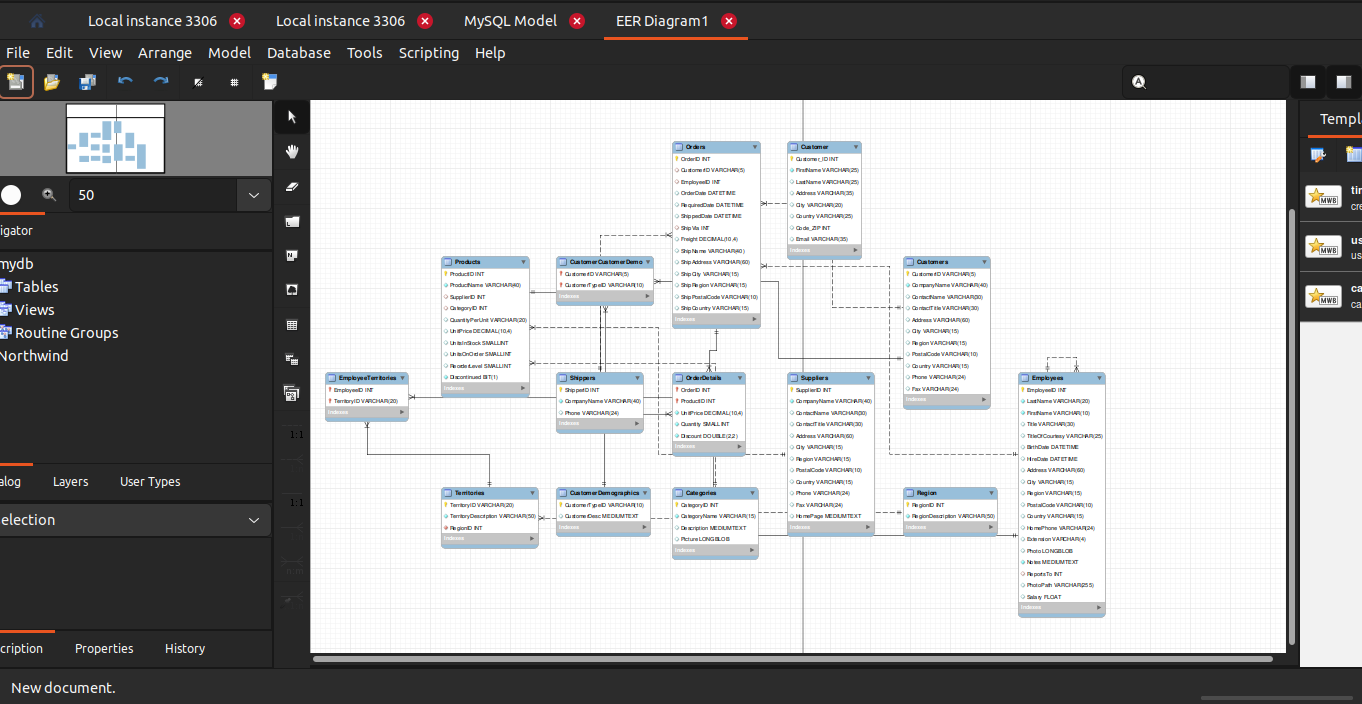 Local instance 3306
Local instance 3306
MySQL Model
EER Diagram1
File Edit View Arrange Model Database Tools Scripting Help
50
Templ
igator
mydb
Tables
Views
Routine Groups
Northwind
alog
Layers
User Types
election
cription
Properties
History
New document.
1:1
1:1
tin
cre
us
us
ca
ca
Orders
OrderID INT
CustomerID VARCHAR(5)
EmployeeID INT
OrderDate DATETIME
RequiredDate DATETIME
ShippedDate DATETIME
Ship Via INT
Freight DECIMAL(10,4)
Ship Name VARCHAR(40)
Ship Address VARCHAR(60)
Ship City VARCHAR(15)
Ship Region VARCHAR(15)
Ship PostalCode VARCHAR(10)
Ship Country VARCHAR(15)
Indexes
Customer
Customer_ID INT
FirstName VARCHAR(25)
LastName VARCHAR(25)
Address VARCHAR(35)
City VARCHAR(20)
Country VARCHAR(25)
Code_ZIP INT
Email VARCHAR(35)
Indexes
Products
ProductID INT
ProductName VARCHAR(40)
SupplierID INT
CategoryID INT
QuantityPerUnit VARCHAR(20)
UnitPrice DECIMAL(10,4)
UnitsInStock SMALLINT
UnitsOnOrder SMALLINT
ReorderLevel SMALLINT
Discontinued BIT(1)
Indexes
CustomerCustomerDemo
CustomerID VARCHAR(5)
CustomerTypeID VARCHAR(10)
Indexes
Customers
CustomerID VARCHAR(5)
CompanyName VARCHAR(40)
ContactName VARCHAR(30)
ContactTitle VARCHAR(30)
Address VARCHAR(60)
City VARCHAR(15)
Region VARCHAR(15)
PostalCode VARCHAR(10)
Country VARCHAR(15)
Phone VARCHAR(24)
Fax VARCHAR(24)
Indexes
EmployeeTerritories
EmployeeID INT
TerritoryID VARCHAR(20)
Indexes
Shippers
ShipperID INT
CompanyName VARCHAR(40)
Phone VARCHAR(24)
Indexes
OrderDetails
OrderID INT
ProductID INT
UnitPrice DECIMAL(10,4)
Quantity SMALLINT
Discount DOUBLE(2,2)
Indexes
Suppliers
SupplierID INT
CompanyName VARCHAR(40)
ContactName VARCHAR(30)
ContactTitle VARCHAR(30)
Address VARCHAR(60)
City VARCHAR(15)
Region VARCHAR(15)
PostalCode VARCHAR(10)
Country VARCHAR(15)
Phone VARCHAR(24)
Fax VARCHAR(24)
HomePage MEDIUMTEXT
Indexes
Employees
EmployeeID INT
LastName VARCHAR(20)
FirstName VARCHAR(10)
Title VARCHAR(30)
TitleOfCourtesy VARCHAR(25)
BirthDate DATETIME
HireDate DATETIME
Address VARCHAR(60)
City VARCHAR(15)
Region VARCHAR(15)
PostalCode VARCHAR(10)
Country VARCHAR(15)
HomePhone VARCHAR(24)
Extension VARCHAR(4)
Photo LONGBLOB
Notes MEDIUMTEXT
ReportsTo INT
PhotoPath VARCHAR(255)
Salary FLOAT
Indexes
Territories
TerritoryID VARCHAR(20)
TerritoryDescription VARCHAR(50)
RegionID INT
Indexes
CustomerDemographics
CustomerTypeID VARCHAR(10)
CustomerDesc MEDIUMTEXT
Indexes
Categories
CategoryID INT
CategoryName VARCHAR(15)
Description MEDIUMTEXT
Picture LONGBLOB
Indexes
Region
RegionID INT
RegionDescription VARCHAR(50)
Indexes